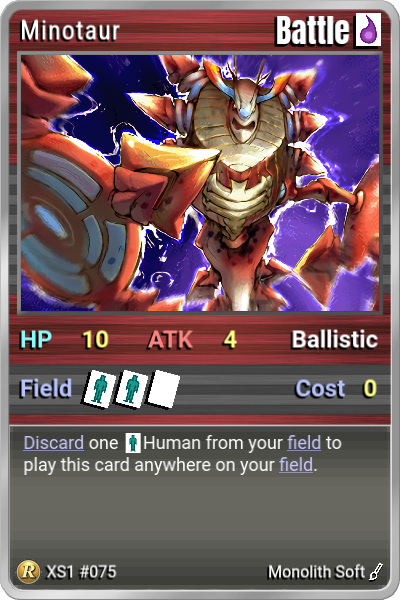 Minotaur Battle
HP 10 ATK 4 Ballistic
Field Cost 0
Discard one Human from your field to
play this card anywhere on your field.
R XS1 #075 Monolith Soft